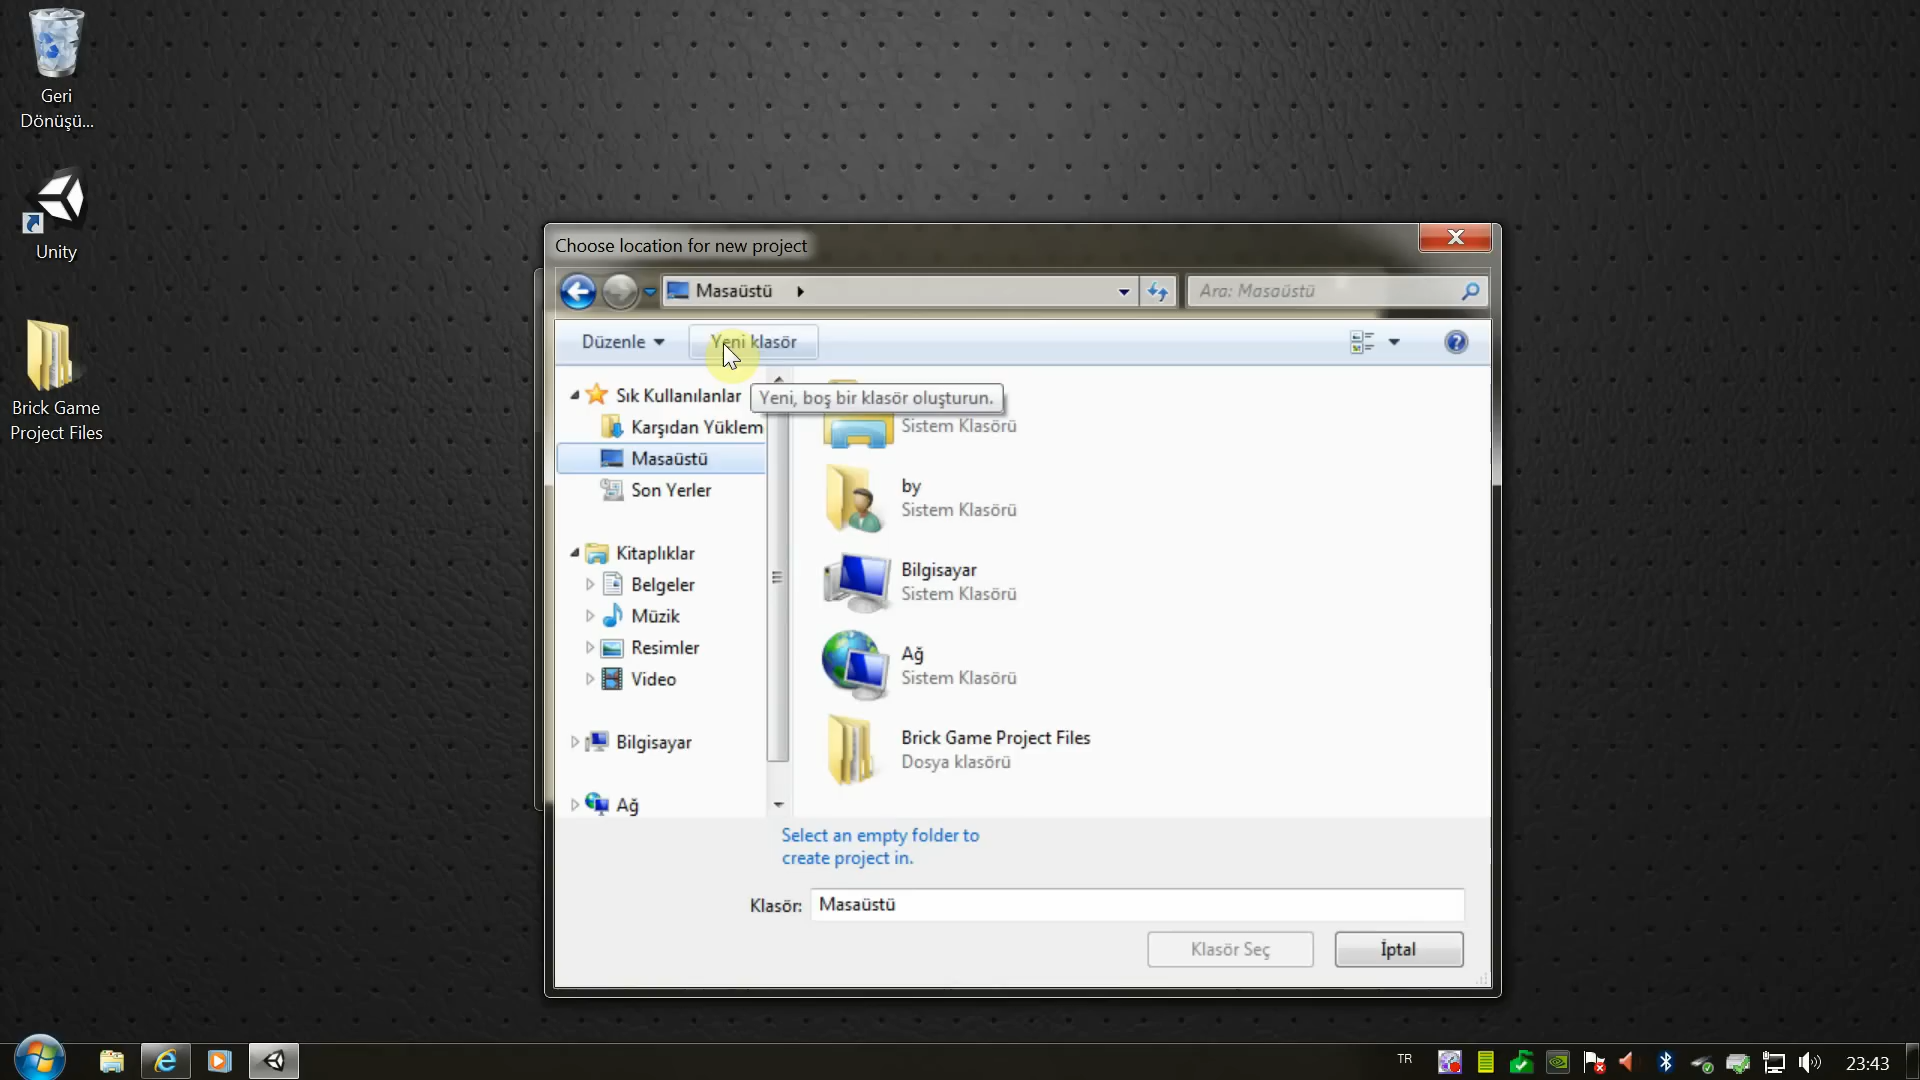 Geri
Dönüşü...
Unity
Brick Game
Project Files
Choose location for new project
Masaüstü
Ara: Masaüstü
Düzenle
Yeni klasör
Yeni, boş bir klasör oluşturun.
Sık Kullanılanlar
Karşıdan Yüklem
Masaüstü
Son Yerler
Kitaplıklar
Belgeler
Müzik
Resimler
Video
Bilgisayar
Ağ
Sistem Klasörü
by
Sistem Klasörü
Bilgisayar
Sistem Klasörü
Ağ
Sistem Klasörü
Brick Game Project Files
Dosya klasörü
Select an empty folder to
create project in.
Klasör:
Masaüstü
Klasör Seç
İptal
TR
23:43